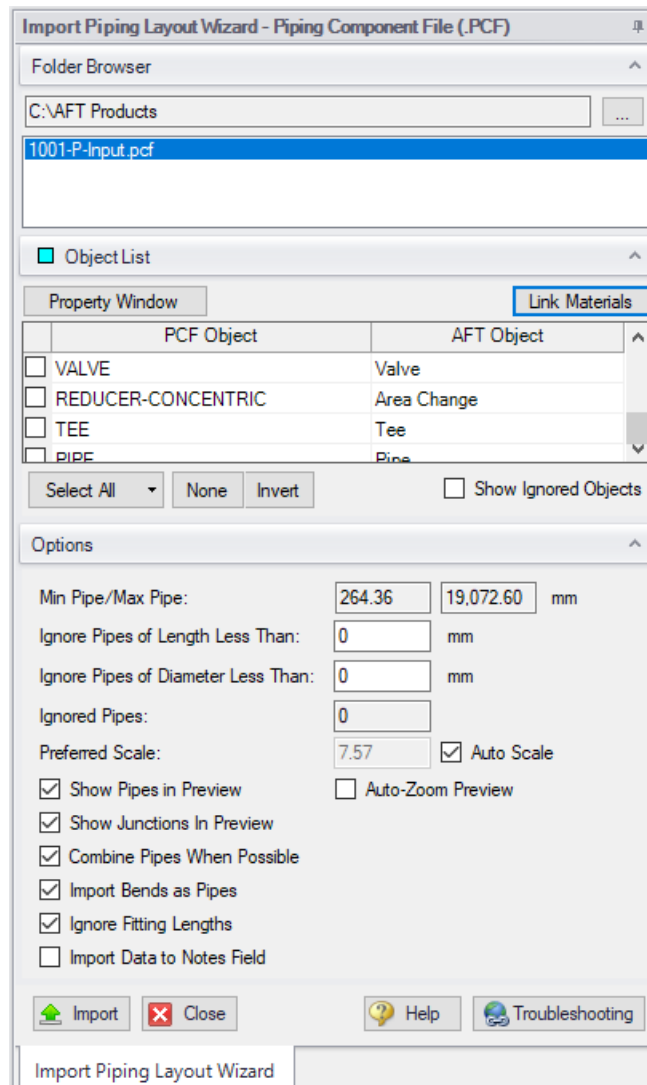 Import Piping Layout Wizard - Piping Component File (.PCF)
Folder Browser
C:\AFT Products
...
1001-P-Input.pcf
Object List
Property Window
Link Materials
PCF Object AFT Object
VALVE Valve
REDUCER-CONCENTRIC Area Change
TEE Tee
PIPE Pipe
Select All None Invert Show Ignored Objects
Options
Min Pipe/Max Pipe: 264.36 19,072.60 mm
Ignore Pipes of Length Less Than: 0 mm
Ignore Pipes of Diameter Less Than: 0 mm
Ignored Pipes: 0
Preferred Scale: 7.57 Auto Scale
Show Pipes in Preview Auto-Zoom Preview
Show Junctions In Preview
Combine Pipes When Possible
Import Bends as Pipes
Ignore Fitting Lengths
Import Data to Notes Field
Import Close Help Troubleshooting
Import Piping Layout Wizard